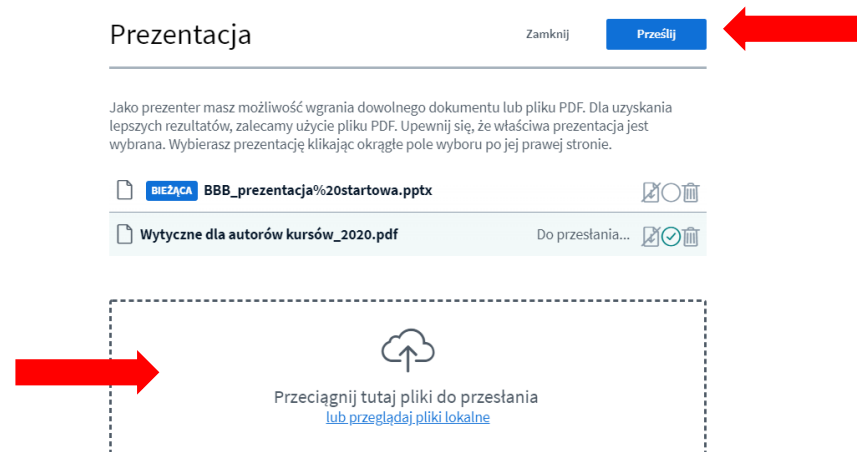 Prezentacja
Zamknij
Prześlij
Jako prezenter masz możliwość wgrania dowolnego dokumentu lub pliku PDF. Dla uzyskania
lepszych rezultatów, zalecamy użycie pliku PDF. Upewnij się, że właściwa prezentacja jest
wybrana. Wybierasz prezentację klikając okrągłe pole wyboru po jej prawej stronie.
BIEŻĄCA BBB_prezentacja%20startowa.pptx
Wytyczne dla autorów kursów_2020.pdf Do przesłania...
Przeciągnij tutaj pliki do przesłania
lub przeglądaj pliki lokalne